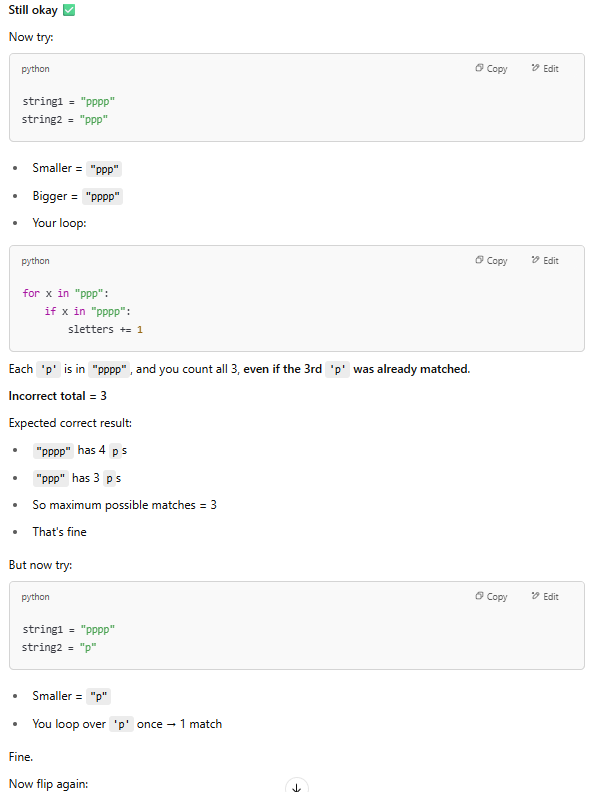 Still okay ✅
Now try:
python Copy Edit
string1 = "pppp"
string2 = "ppp"
• Smaller = "ppp"
• Bigger = "pppp"
• Your loop:
python Copy Edit
for x in "ppp":
    if x in "pppp":
        sletters += 1
Each 'p' is in "pppp", and you count all 3, even if the 3rd 'p' was already matched.
Incorrect total = 3
Expected correct result:
• "pppp" has 4 p s
• "ppp" has 3 p s
• So maximum possible matches = 3
• That's fine
But now try:
python Copy Edit
string1 = "pppp"
string2 = "p"
• Smaller = "p"
• You loop over 'p' once → 1 match
Fine.
Now flip again: